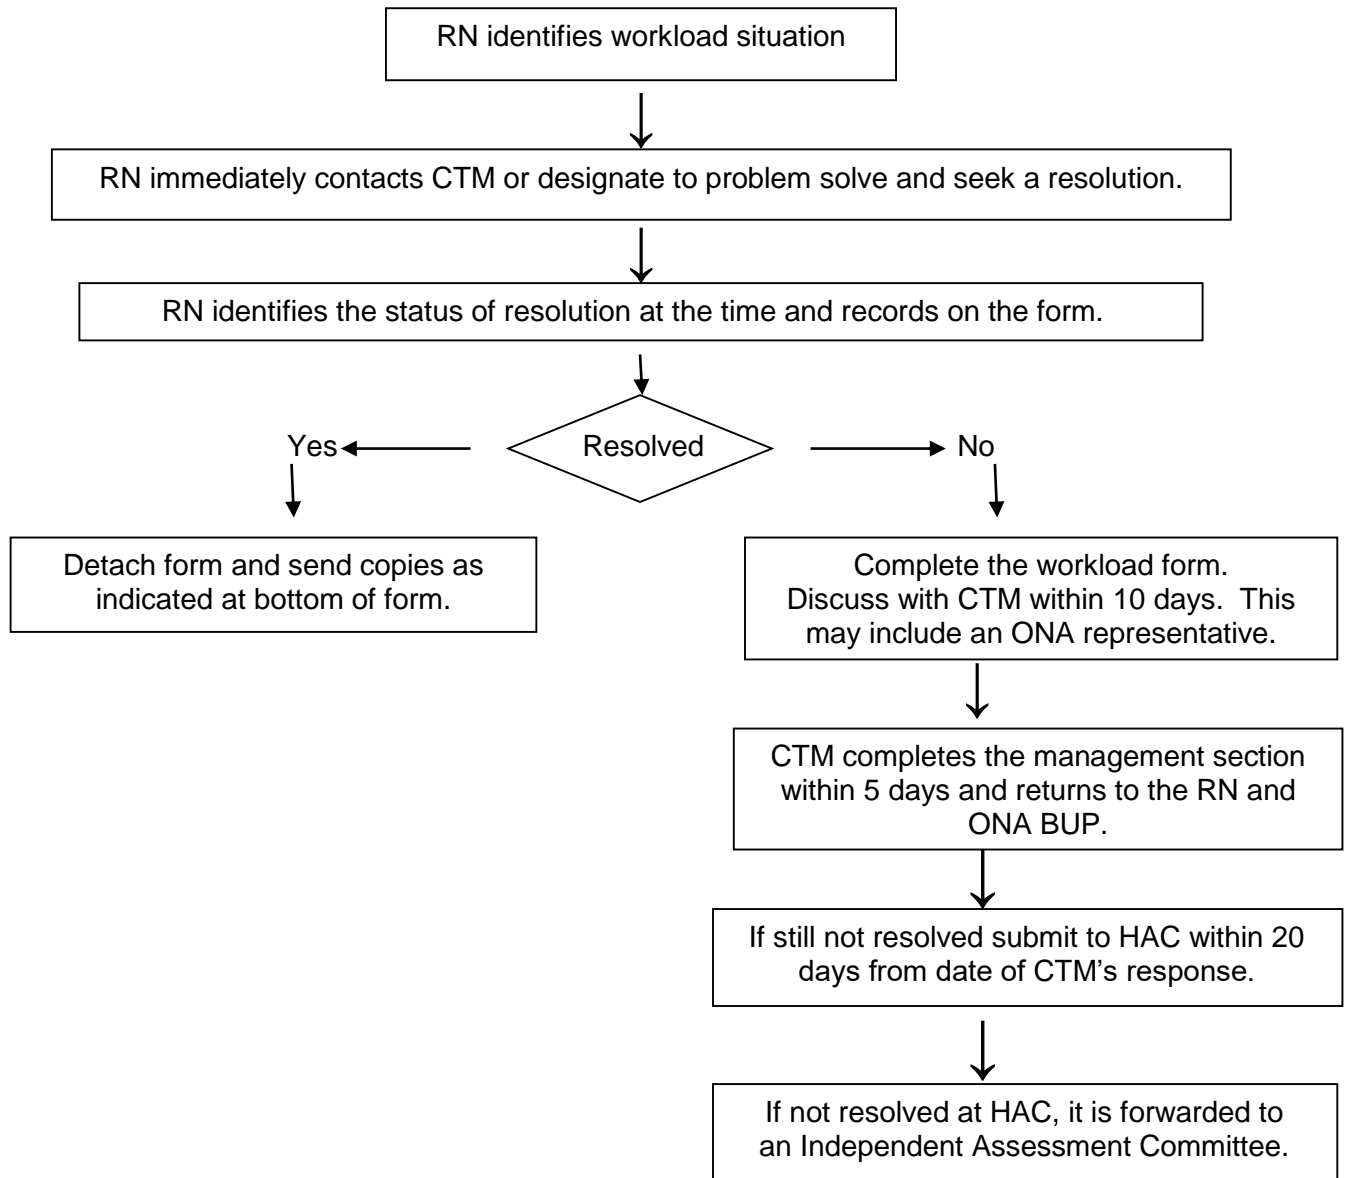 RN identifies workload situation
RN immediately contacts CTM or designate to problem solve and seek a resolution.
RN identifies the status of resolution at the time and records on the form.
Resolved
Yes
No
Detach form and send copies as
indicated at bottom of form.
Complete the workload form.
Discuss with CTM within 10 days.  This
may include an ONA representative.
CTM completes the management section
within 5 days and returns to the RN and
ONA BUP.
If still not resolved submit to HAC within 20
days from date of CTM’s response.
If not resolved at HAC, it is forwarded to
an Independent Assessment Committee.